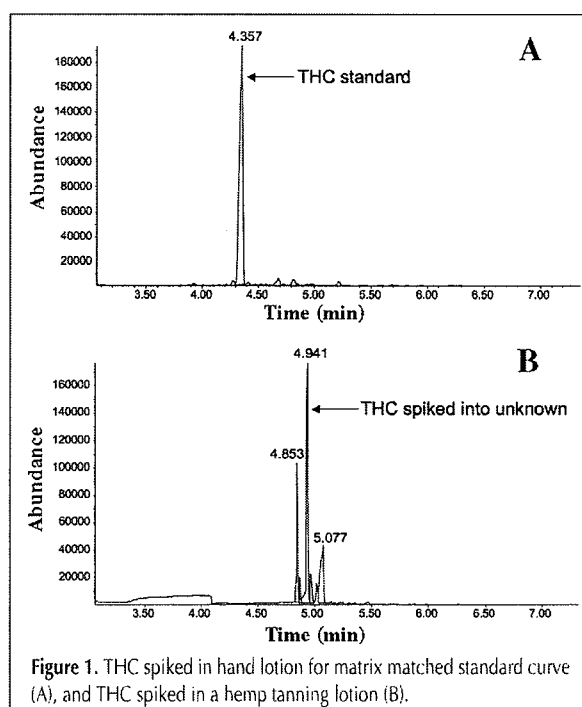 A
4.357
THC standard
Abundance
180000
160000
140000
120000
100000
80000
60000
40000
20000
3.50 4.00 4.50 5.00 5.50 6.00 6.50 7.00
Time (min)
B
4.941
THC spiked into unknown
4.853
5.077
Abundance
160000
140000
120000
100000
80000
60000
40000
20000
3.50 4.00 4.50 5.00 5.50 6.00 6.50 7.00
Time (min)
Figure 1. THC spiked in hand lotion for matrix matched standard curve
(A), and THC spiked in a hemp tanning lotion (B).